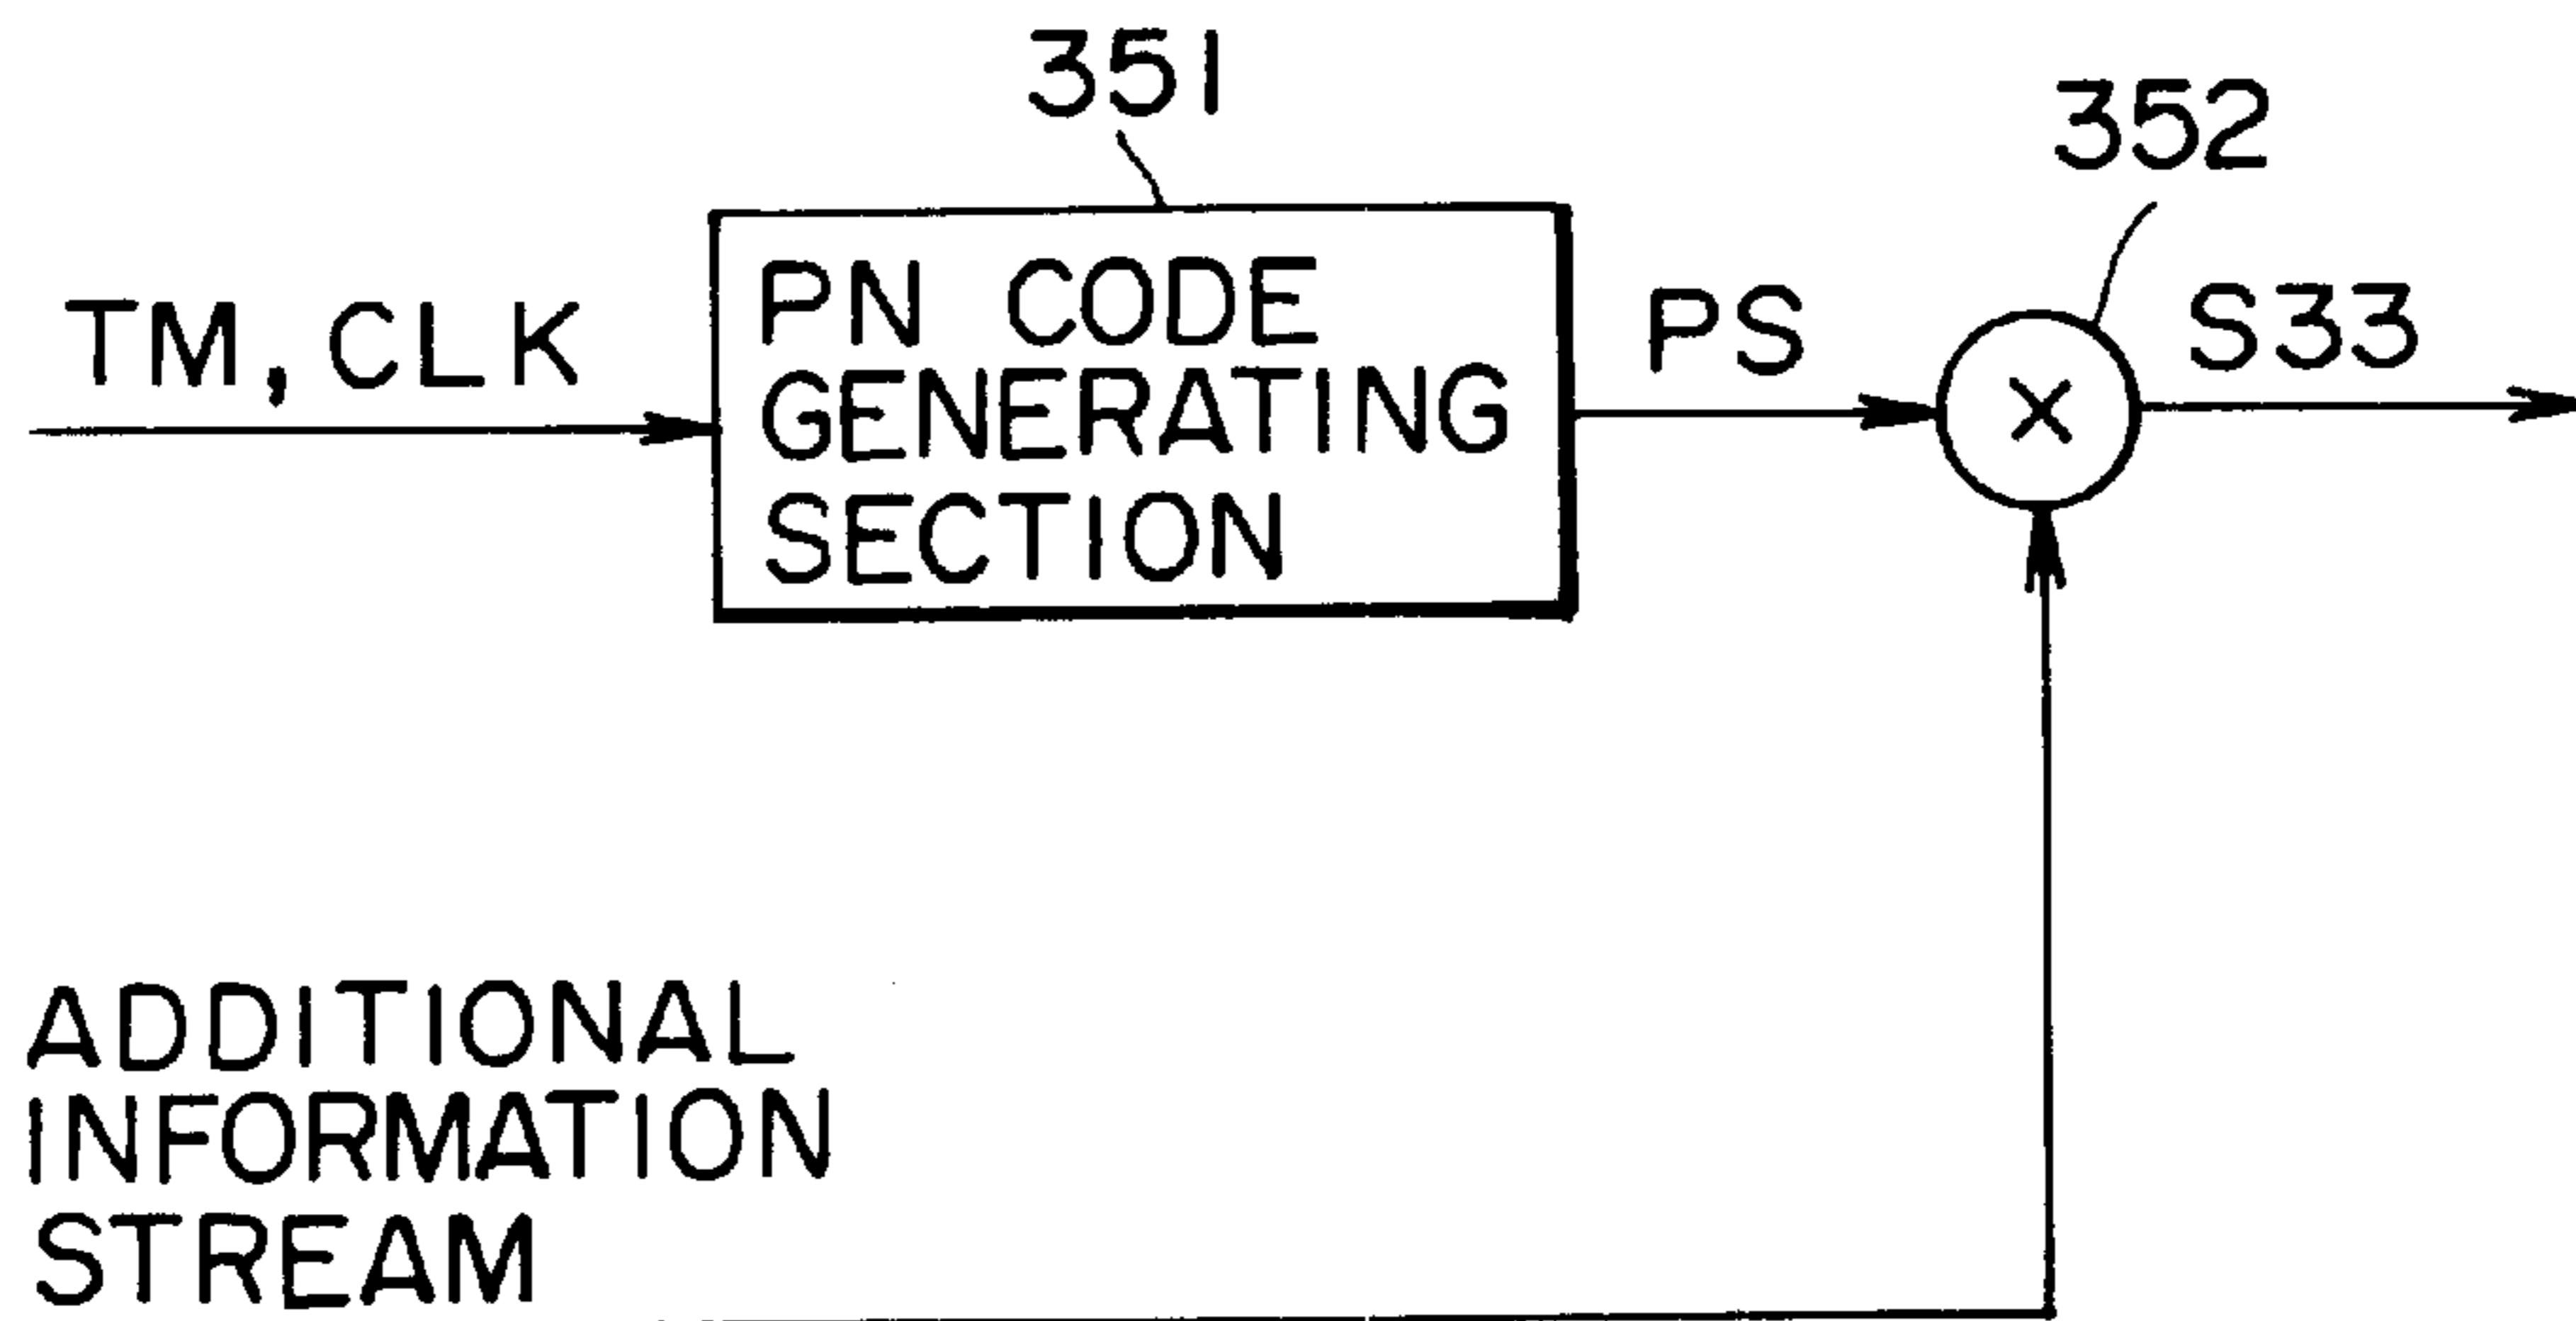 351
352
TM, CLK
PN CODE
GENERATING
SECTION
PS
×
S33
ADDITIONAL
INFORMATION
STREAM